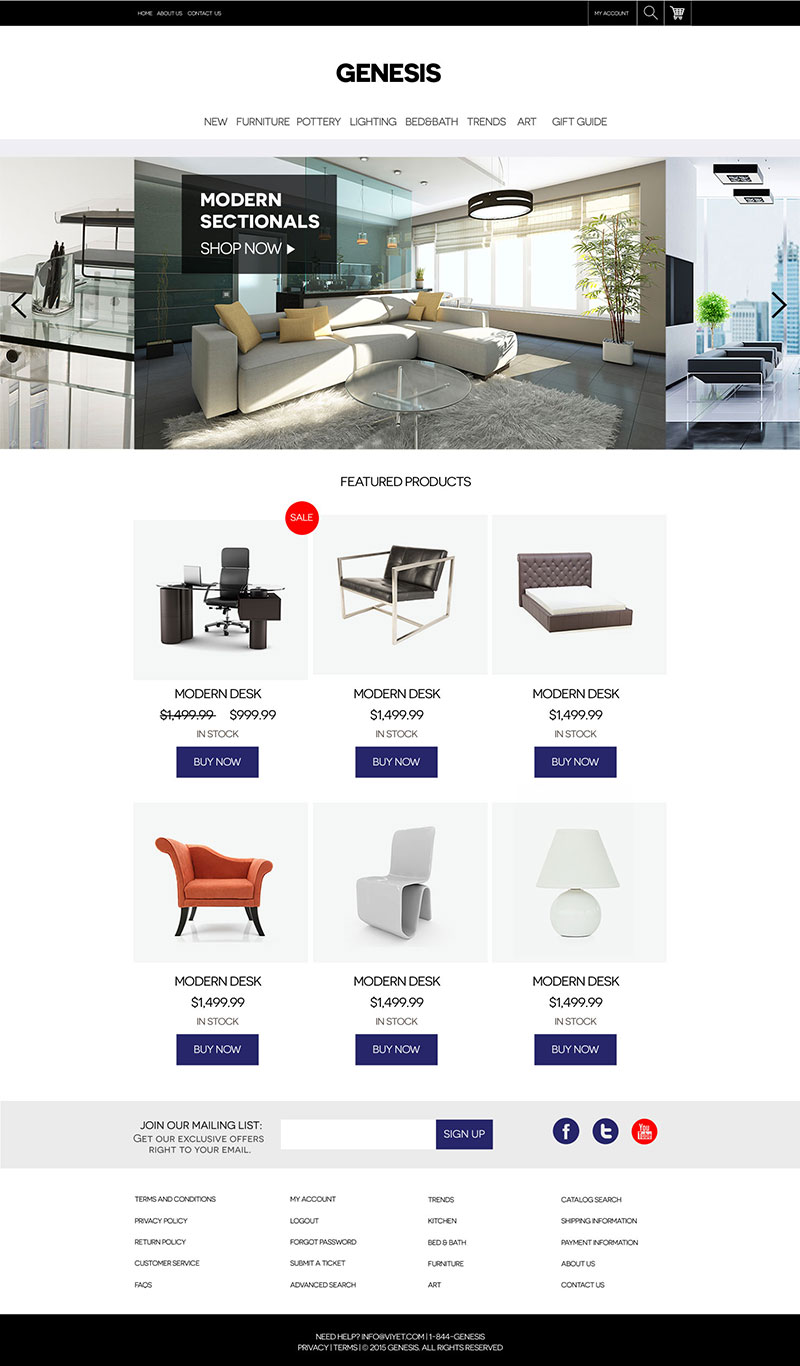 HOME ABOUT US CONTACT US MY ACCOUNT
GENESIS
NEW FURNITURE POTTERY LIGHTING BED&BATH TRENDS ART GIFT GUIDE
MODERN
SECTIONALS
SHOP NOW
FEATURED PRODUCTS
SALE
MODERN DESK MODERN DESK MODERN DESK
$1,499.99 $999.99 $1,499.99 $1,499.99
IN STOCK IN STOCK IN STOCK
BUY NOW BUY NOW BUY NOW
MODERN DESK MODERN DESK MODERN DESK
$1,499.99 $1,499.99 $1,499.99
IN STOCK IN STOCK IN STOCK
BUY NOW BUY NOW BUY NOW
JOIN OUR MAILING LIST:
GET OUR EXCLUSIVE OFFERS
RIGHT TO YOUR EMAIL.
SIGN UP
f t You Tube
TERMS AND CONDITIONS MY ACCOUNT TRENDS CATALOG SEARCH
PRIVACY POLICY LOGOUT KITCHEN SHIPPING INFORMATION
RETURN POLICY FORGOT PASSWORD BED & BATH PAYMENT INFORMATION
CUSTOMER SERVICE SUBMIT A TICKET FURNITURE ABOUT US
FAQS ADVANCED SEARCH ART CONTACT US
NEED HELP? INFO@VIYET.COM | 1-844-GENESIS
PRIVACY | TERMS | © 2015 GENESIS. ALL RIGHTS RESERVED